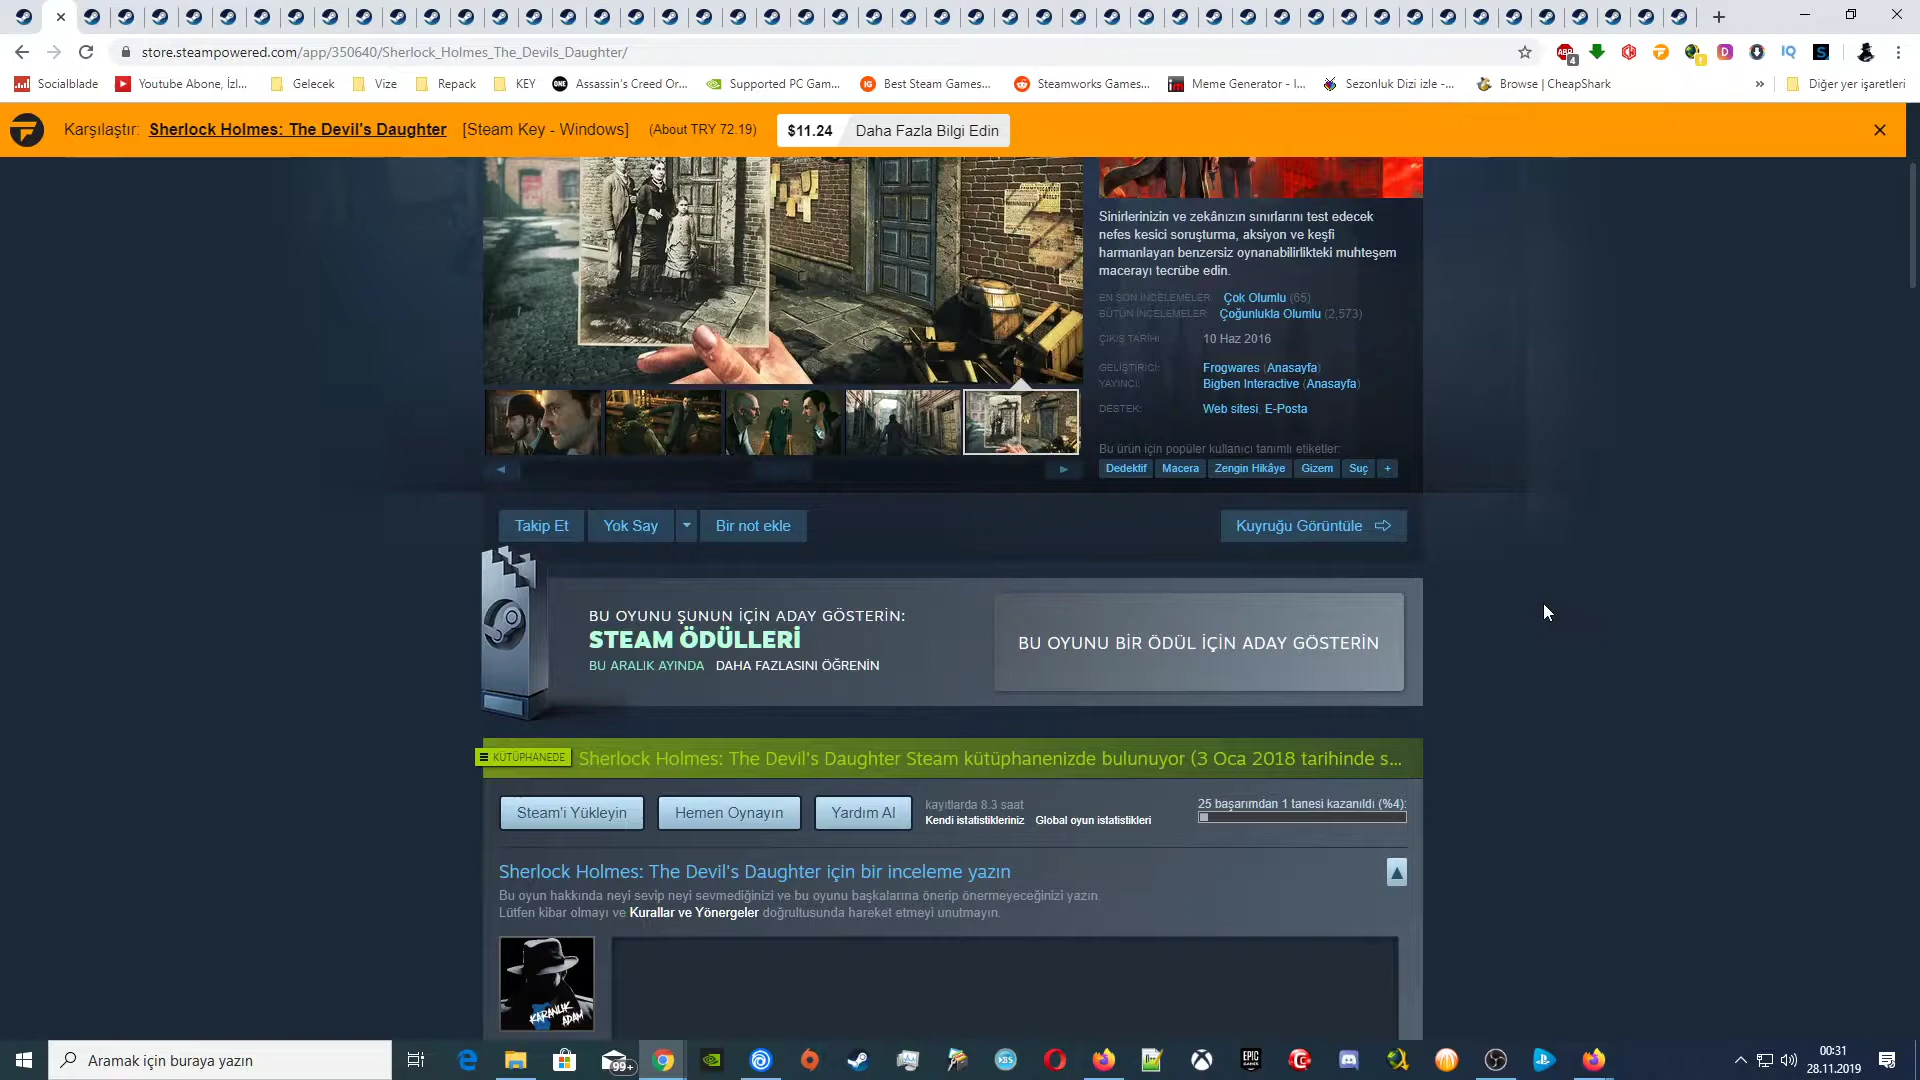 store.steampowered.com/app/350640/Sherlock_Holmes_The_Devils_Daughter/
Socialblade
Youtube Abone, İzl...
Gelecek
Vize
Repack
KEY
Assassin's Creed Or...
Supported PC Gam...
Best Steam Games...
Steamworks Games...
Meme Generator - I...
Sezonluk Dizi izle -...
Browse | CheapShark
»
Diğer yer işaretleri
Karşılaştır: Sherlock Holmes: The Devil's Daughter [Steam Key - Windows] (About TRY 72.19) $11.24 Daha Fazla Bilgi Edin
Sinirlerinizin ve zekânızın sınırlarını test edecek
nefes kesici soruşturma, aksiyon ve keşfi
harmanlayan benzersiz oynanabilirlikteki muhteşem
macerayı tecrübe edin.
EN SON İNCELEMELER: Çok Olumlu (65)
BÜTÜN İNCELEMELER: Çoğunlukla Olumlu (2,573)
ÇIKIŞ TARİHİ: 10 Haz 2016
GELİŞTİRİCİ: Frogwares (Anasayfa)
YAYINCI: Bigben Interactive (Anasayfa)
DESTEK: Web sitesi, E-Posta
Bu ürün için popüler kullanıcı tanımlı etiketler:
Dedektif Macera Zengin Hikâye Gizem Suç +
Takip Et
Yok Say
Bir not ekle
Kuyruğu Görüntüle
BU OYUNU ŞUNUN İÇİN ADAY GÖSTERİN:
STEAM ÖDÜLLERİ
BU ARALIK AYINDA DAHA FAZLASINI ÖĞRENİN
BU OYUNU BİR ÖDÜL İÇİN ADAY GÖSTERİN
KÜTÜPHANEDE
Sherlock Holmes: The Devil's Daughter Steam kütüphanenizde bulunuyor (3 Oca 2018 tarihinde s...
Steam'i Yükleyin
Hemen Oynayın
Yardım Al
kayıtlarda 8.3 saat
Kendi istatistikleriniz Global oyun istatistikleri
25 başarımdan 1 tanesi kazanıldı (%4):
Sherlock Holmes: The Devil's Daughter için bir inceleme yazın
Bu oyun hakkında neyi sevip neyi sevmediğinizi ve bu oyunu başkalarına önerip önermeyeceğinizi yazın.
Lütfen kibar olmayı ve Kurallar ve Yönergeler doğrultusunda hareket etmeyi unutmayın.
KARANLIK
ADAM
Aramak için buraya yazın
99+
EPIC
GAMES
00:31
28.11.2019